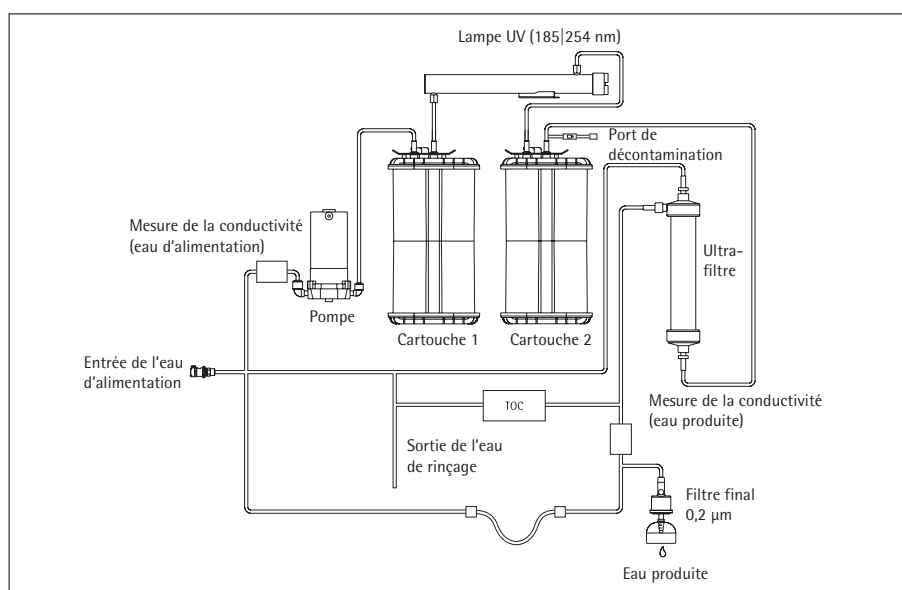 Lampe UV (185|254 nm)
Port de
décontamination
Mesure de la conductivité
(eau d'alimentation)
Ultra-
filtre
Pompe
Cartouche 1
Cartouche 2
Entrée de l'eau
d'alimentation
Mesure de la conductivité
(eau produite)
TOC
Sortie de l'eau
de rinçage
Filtre final
0,2 µm
Eau produite